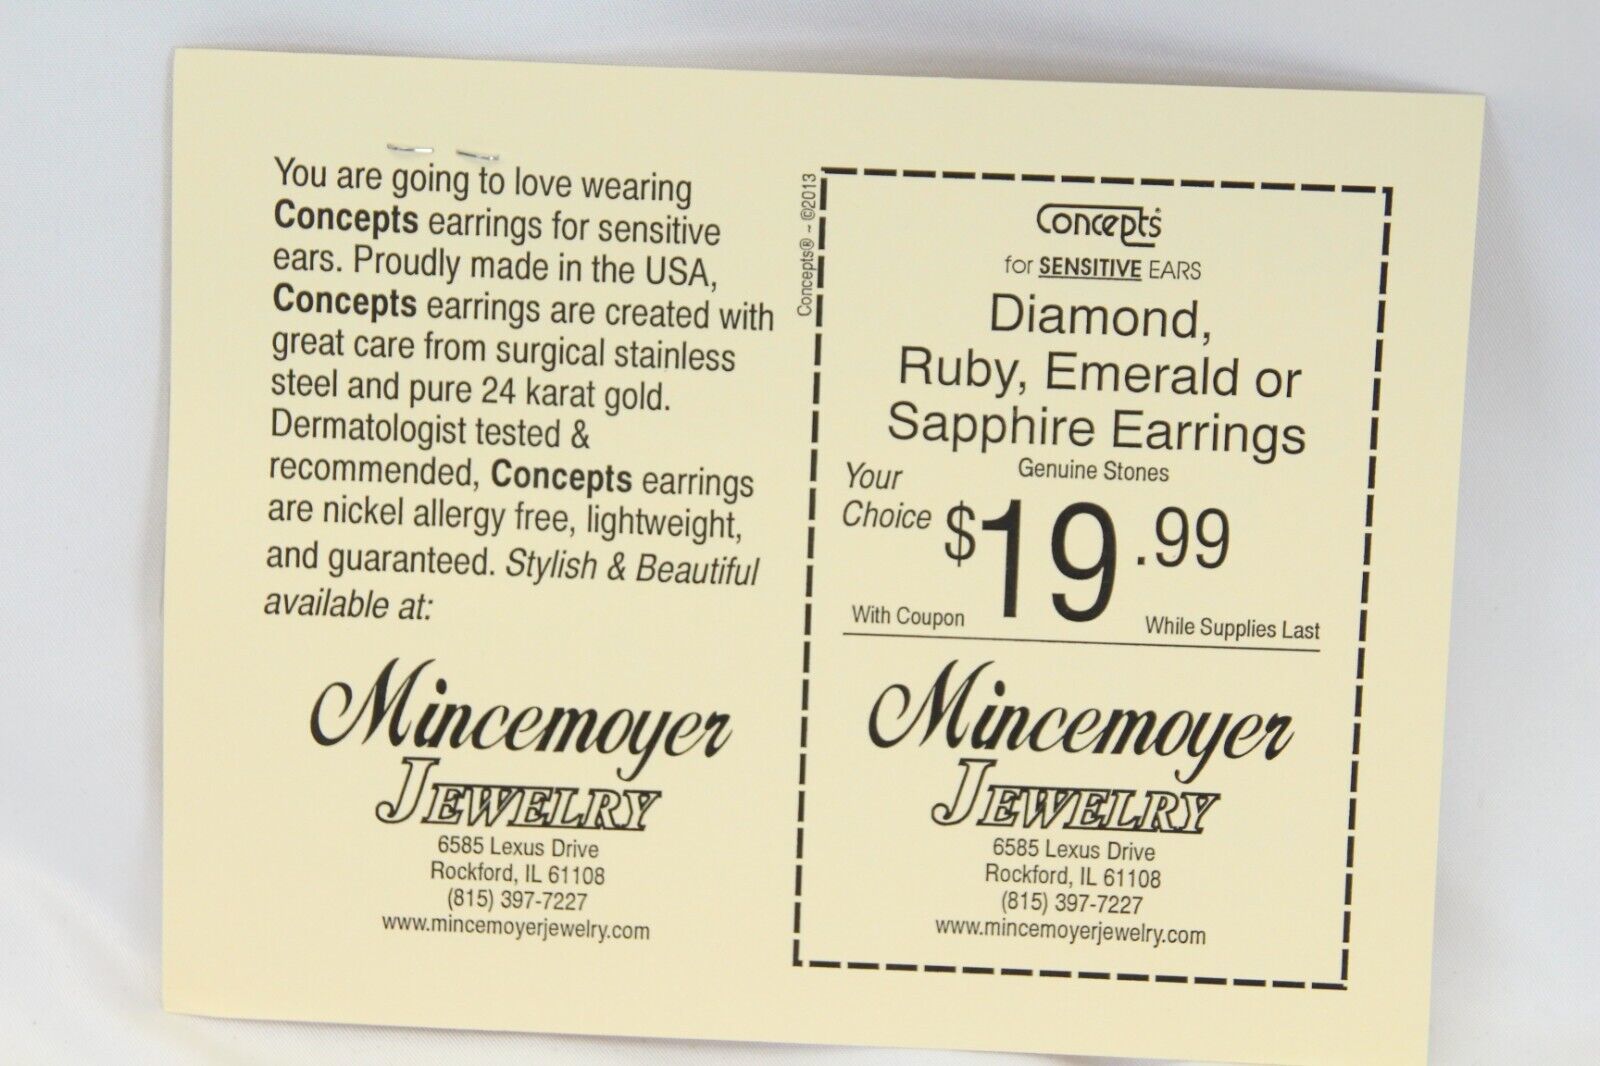 You are going to love wearing
Concepts earrings for sensitive
ears. Proudly made in the USA,
Concepts earrings are created with
great care from surgical stainless
steel and pure 24 karat gold.
Dermatologist tested &
recommended, Concepts earrings
are nickel allergy free, lightweight,
and guaranteed. Stylish & Beautiful
available at:
Mincemoyer
JEWELRY
6585 Lexus Drive
Rockford, IL 61108
(815) 397-7227
www.mincemoyerjewelry.com
Concepts® ~ ©2013
Concepts®
for SENSITIVE EARS
Diamond,
Ruby, Emerald or
Sapphire Earrings
Genuine Stones
Your
Choice $19.99
With Coupon While Supplies Last
Mincemoyer
JEWELRY
6585 Lexus Drive
Rockford, IL 61108
(815) 397-7227
www.mincemoyerjewelry.com